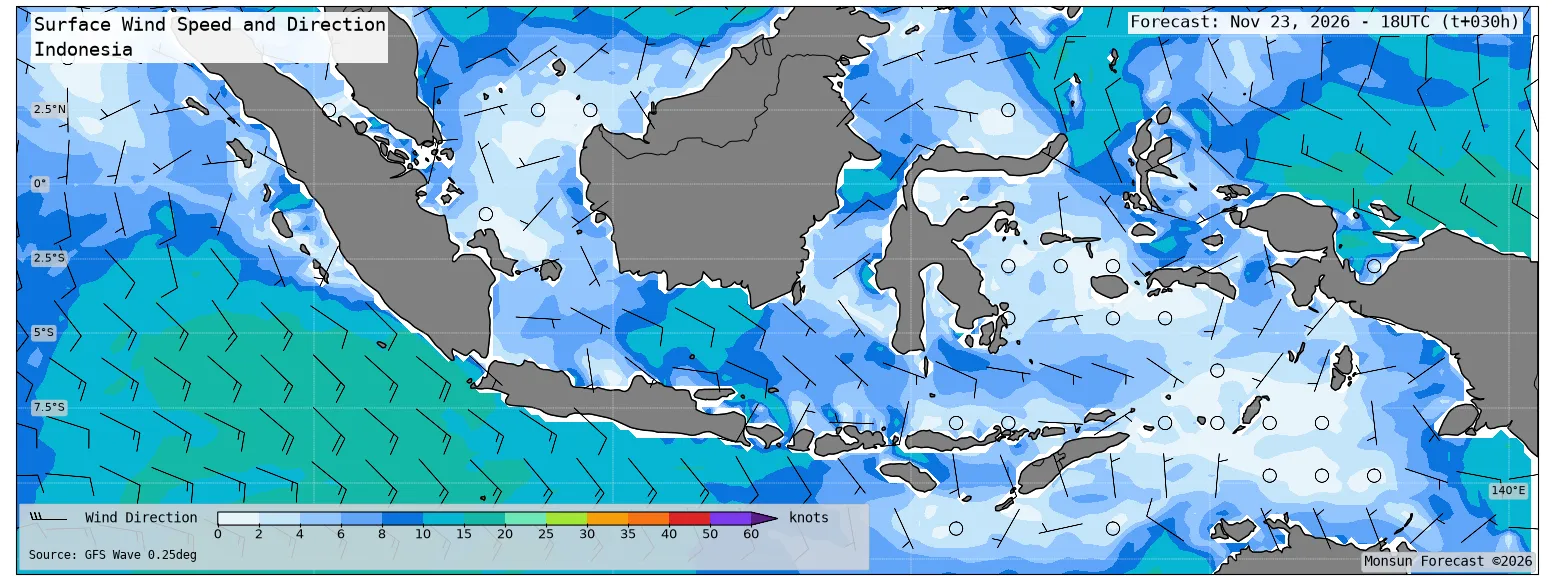 Surface Wind Speed and Direction
Indonesia
Forecast: Nov 23, 2026 - 18UTC (t+030h)
2.5°N
0°
2.5°S
5°S
7.5°S
140°E
Wind Direction
0 2 4 6 8 10 15 20 25 30 35 40 50 60
knots
Source: GFS Wave 0.25deg
Monsun Forecast ©2026